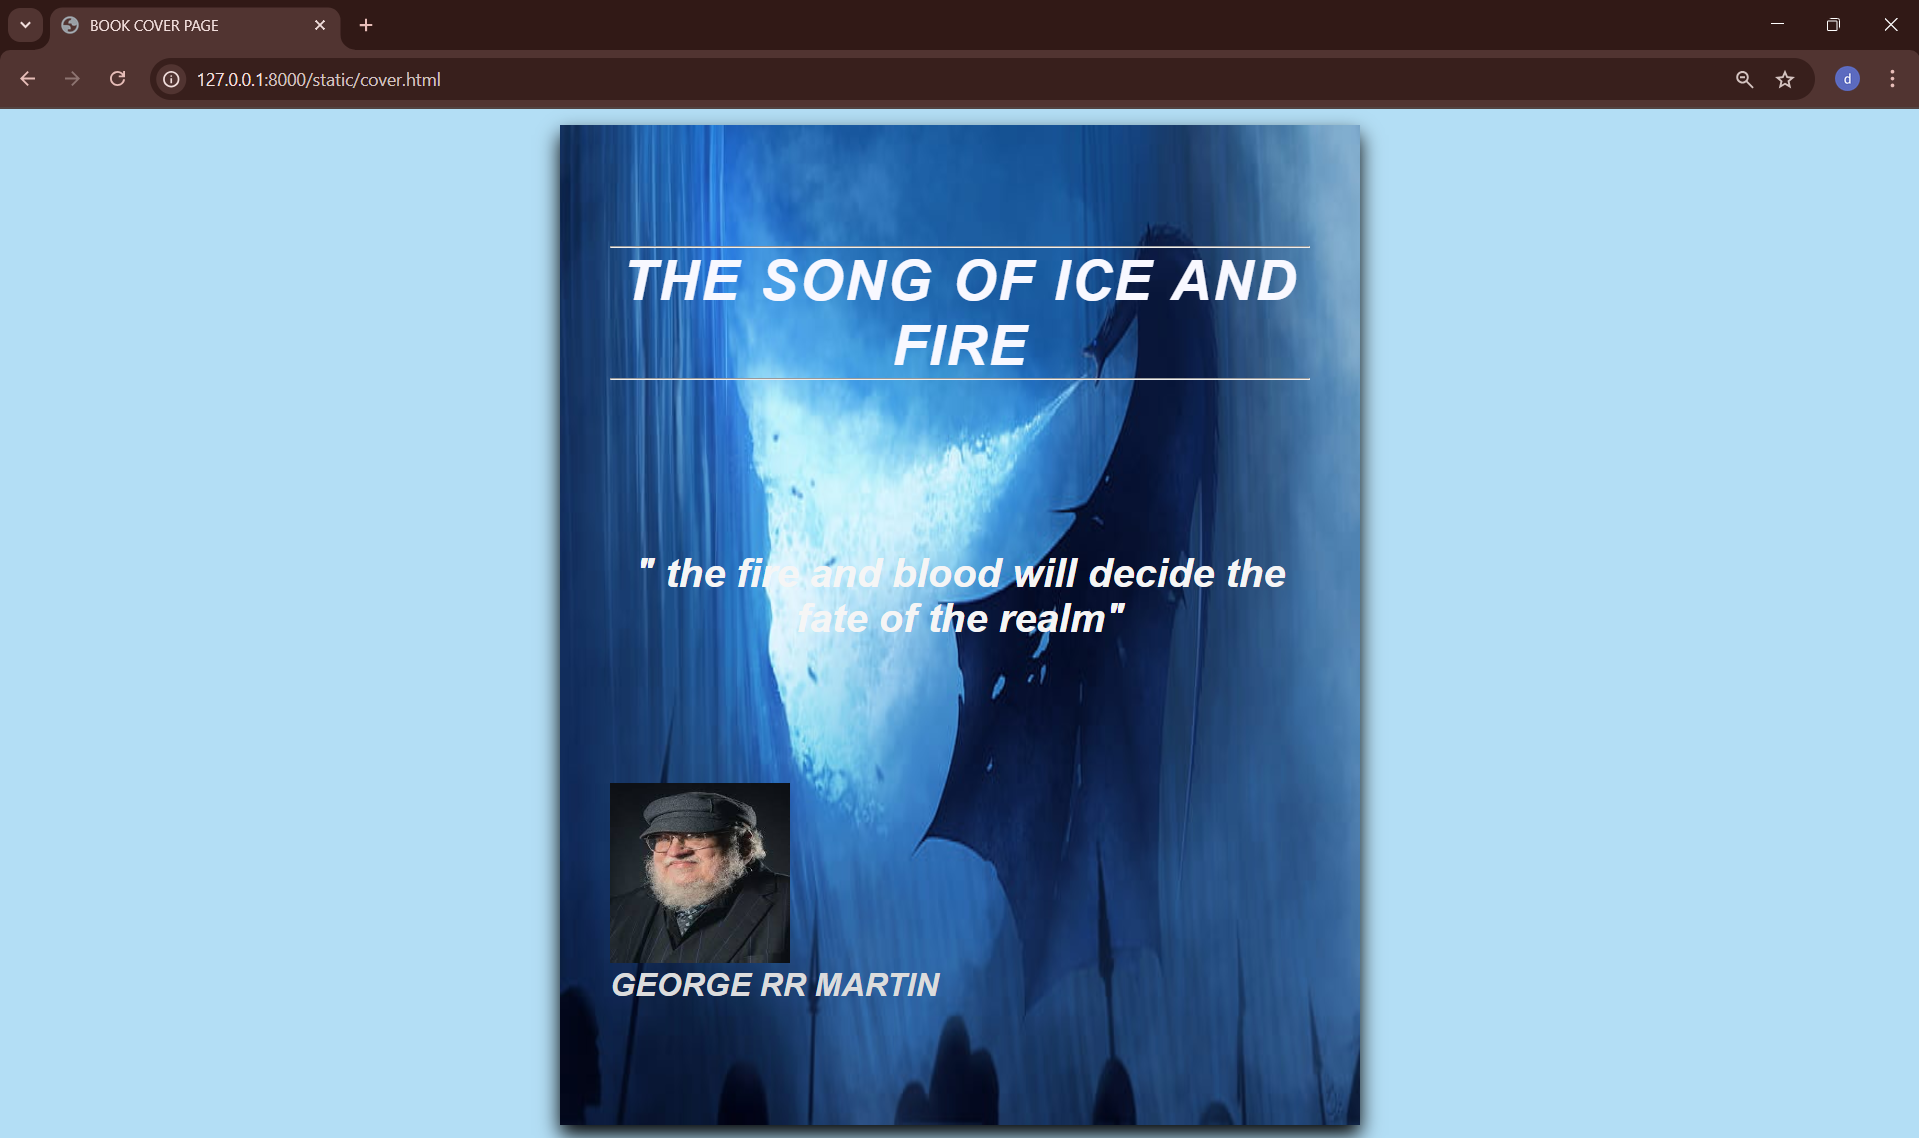 BOOK COVER PAGE
127.0.0.1:8000/static/cover.html
d
THE SONG OF ICE AND
FIRE
" the fire and blood will decide the
fate of the realm"
GEORGE RR MARTIN